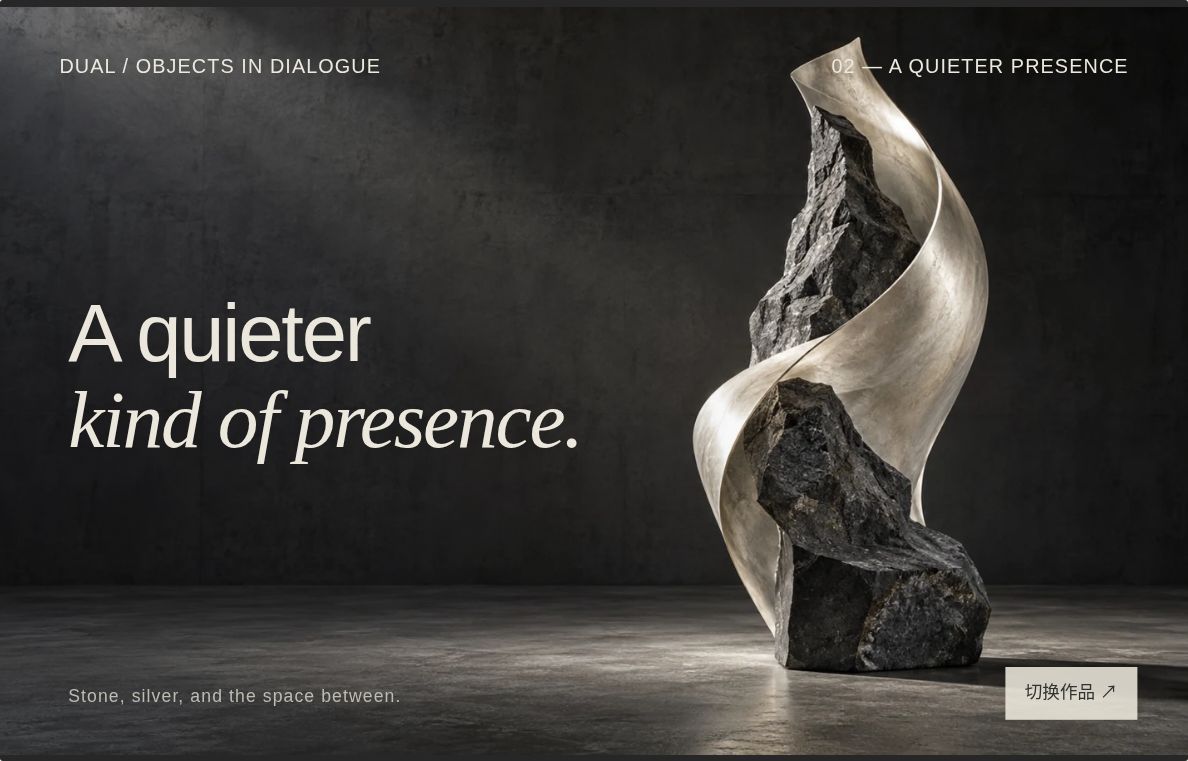 DUAL / OBJECTS IN DIALOGUE
02 — A QUIETER PRESENCE
A quieter
kind of presence.
Stone, silver, and the space between.
切换作品 ↗